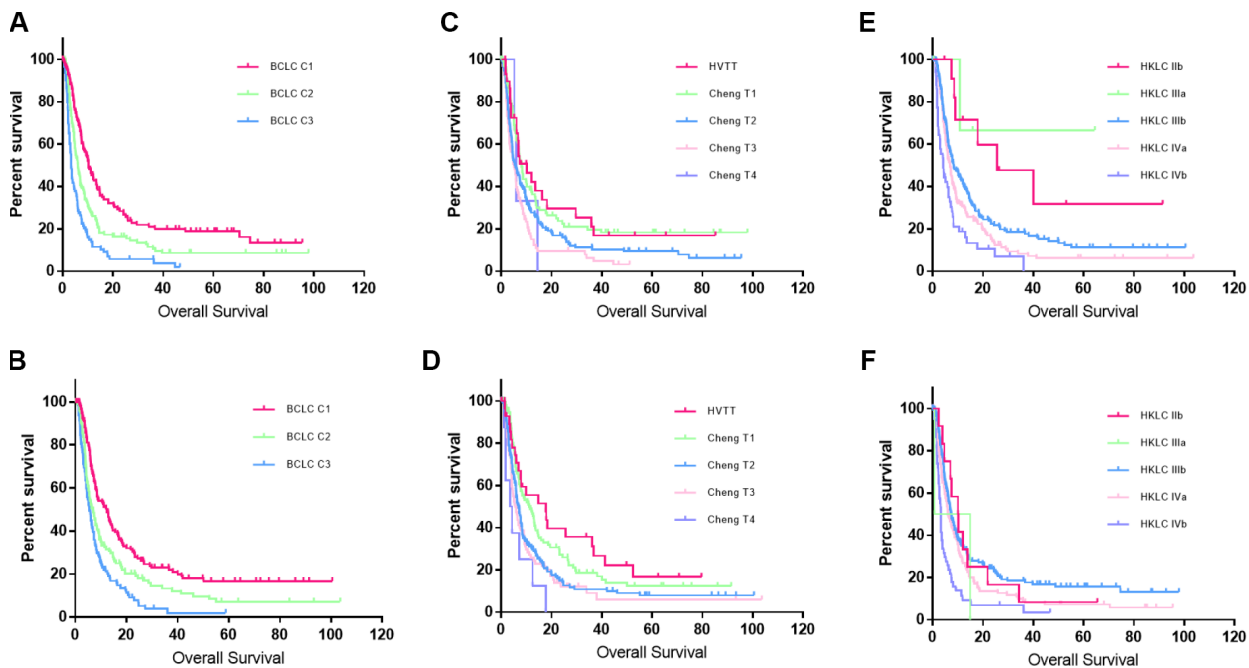 A
100
80
60
40
20
0
Percent survival
0 20 40 60 80 100 120
Overall Survival
BCLC C1
BCLC C2
BCLC C3
C
100
80
60
40
20
0
Percent survival
0 20 40 60 80 100 120
Overall Survival
HVTT
Cheng T1
Cheng T2
Cheng T3
Cheng T4
E
100
80
60
40
20
0
Percent survival
0 20 40 60 80 100 120
Overall Survival
HKLC IIb
HKLC IIIa
HKLC IIIb
HKLC IVa
HKLC IVb
B
100
80
60
40
20
0
Percent survival
0 20 40 60 80 100 120
Overall Survival
BCLC C1
BCLC C2
BCLC C3
D
100
80
60
40
20
0
Percent survival
0 20 40 60 80 100 120
Overall Survival
HVTT
Cheng T1
Cheng T2
Cheng T3
Cheng T4
F
100
80
60
40
20
0
Percent survival
0 20 40 60 80 100 120
Overall Survival
HKLC IIb
HKLC IIIa
HKLC IIIb
HKLC IVa
HKLC IVb